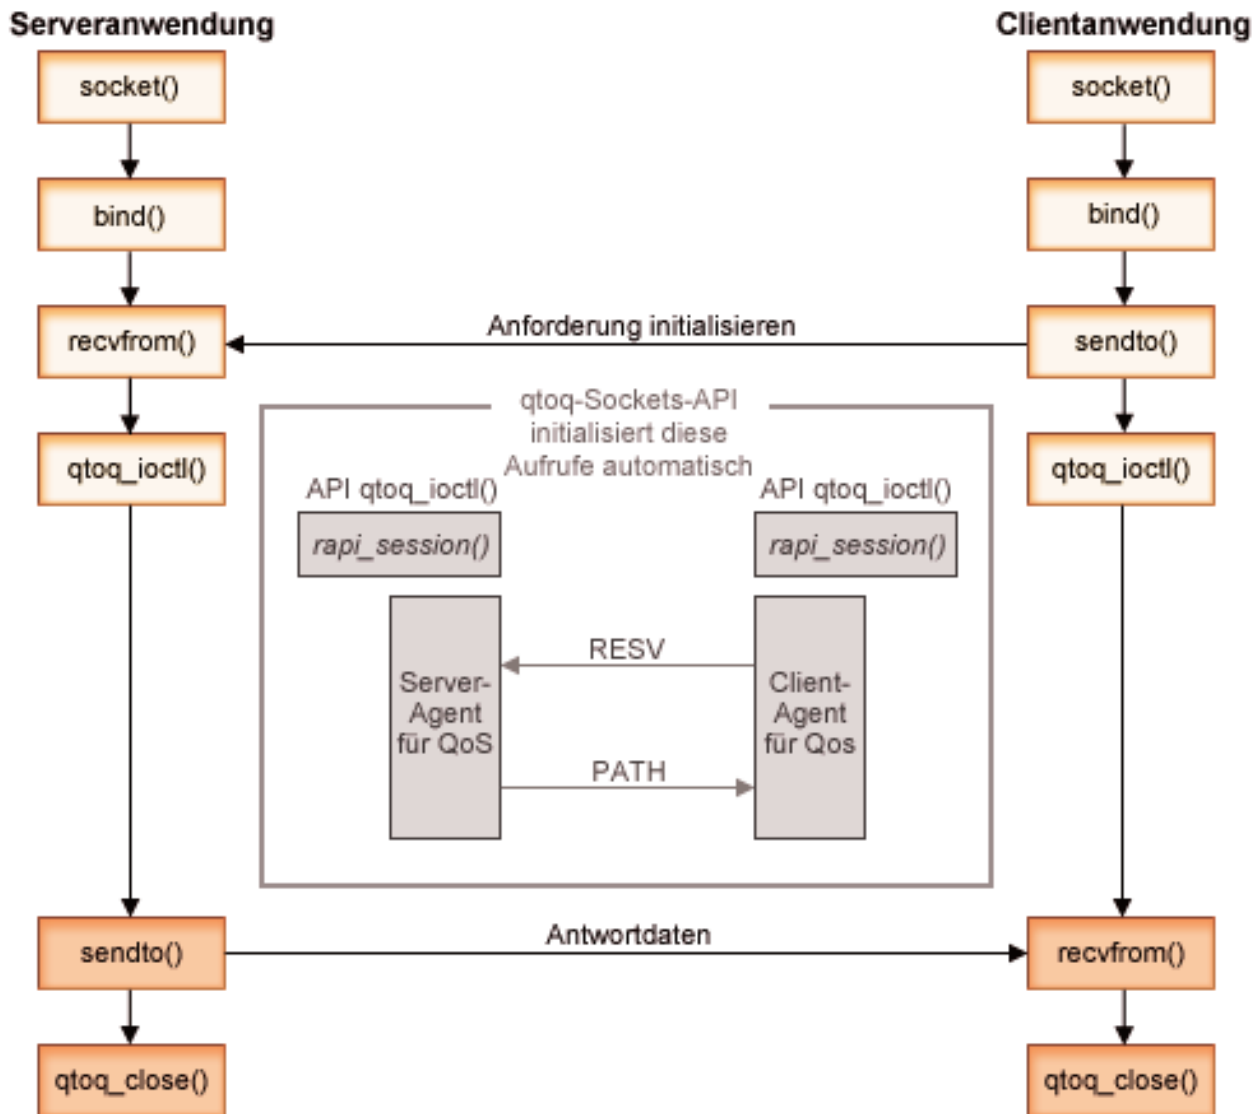 Serveranwendung
Clientanwendung
socket()
socket()
bind()
bind()
Anforderung initialisieren
recvfrom()
sendto()
qtoq-Sockets-API
initialisiert diese
Aufrufe automatisch
qtoq_ioctl()
qtoq_ioctl()
API qtoq_ioctl()
API qtoq_ioctl()
rapi_session()
rapi_session()
RESV
Server-
Agent
für QoS
Client-
Agent
für Qos
PATH
Antwortdaten
sendto()
recvfrom()
qtoq_close()
qtoq_close()